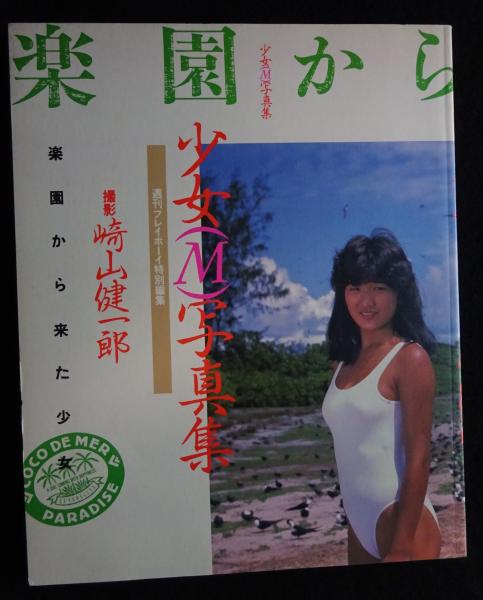 楽園から
少女(M)写真集
少女(M)写真集
週刊プレイボーイ特別編集
撮影 崎山健一郎
楽園から来た少女
COCO DE MER
PARADISE